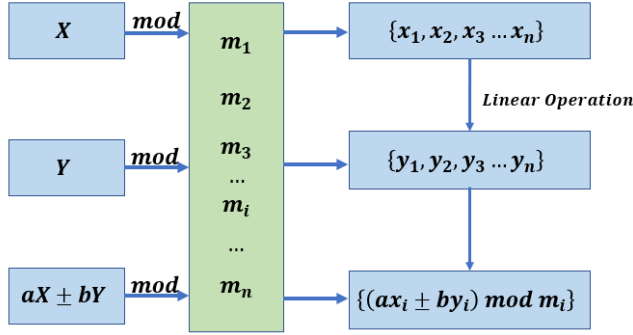 X
mod
m₁
{x₁, x₂, x₃ … xₙ}
m₂
Linear Operation
Y
mod
m₃
{y₁, y₂, y₃ … yₙ}
…
mᵢ
…
aX ± bY
mod
mₙ
{(axᵢ ± byᵢ) mod mᵢ}